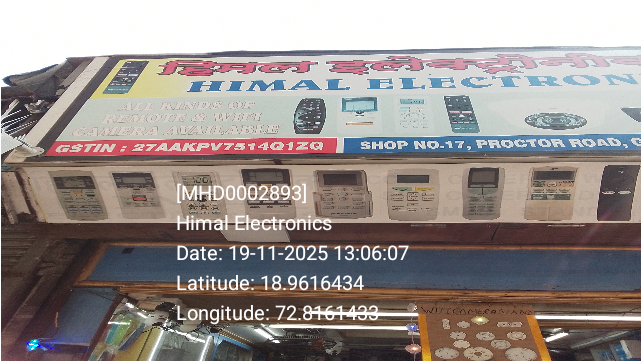 हिमल इलेक्ट्रॉनी
HIMAL ELECTRON
ALL KINDS OF
REMOTE & WIFI
CAMERA AVAILABLE
GSTIN : 27AAKPV7514Q1ZQ
SHOP NO.17, PROCTOR ROAD, G
[MHD0002893]
Himal Electronics
Date: 19-11-2025 13:06:07
Latitude: 18.9616434
Longitude: 72.8161433